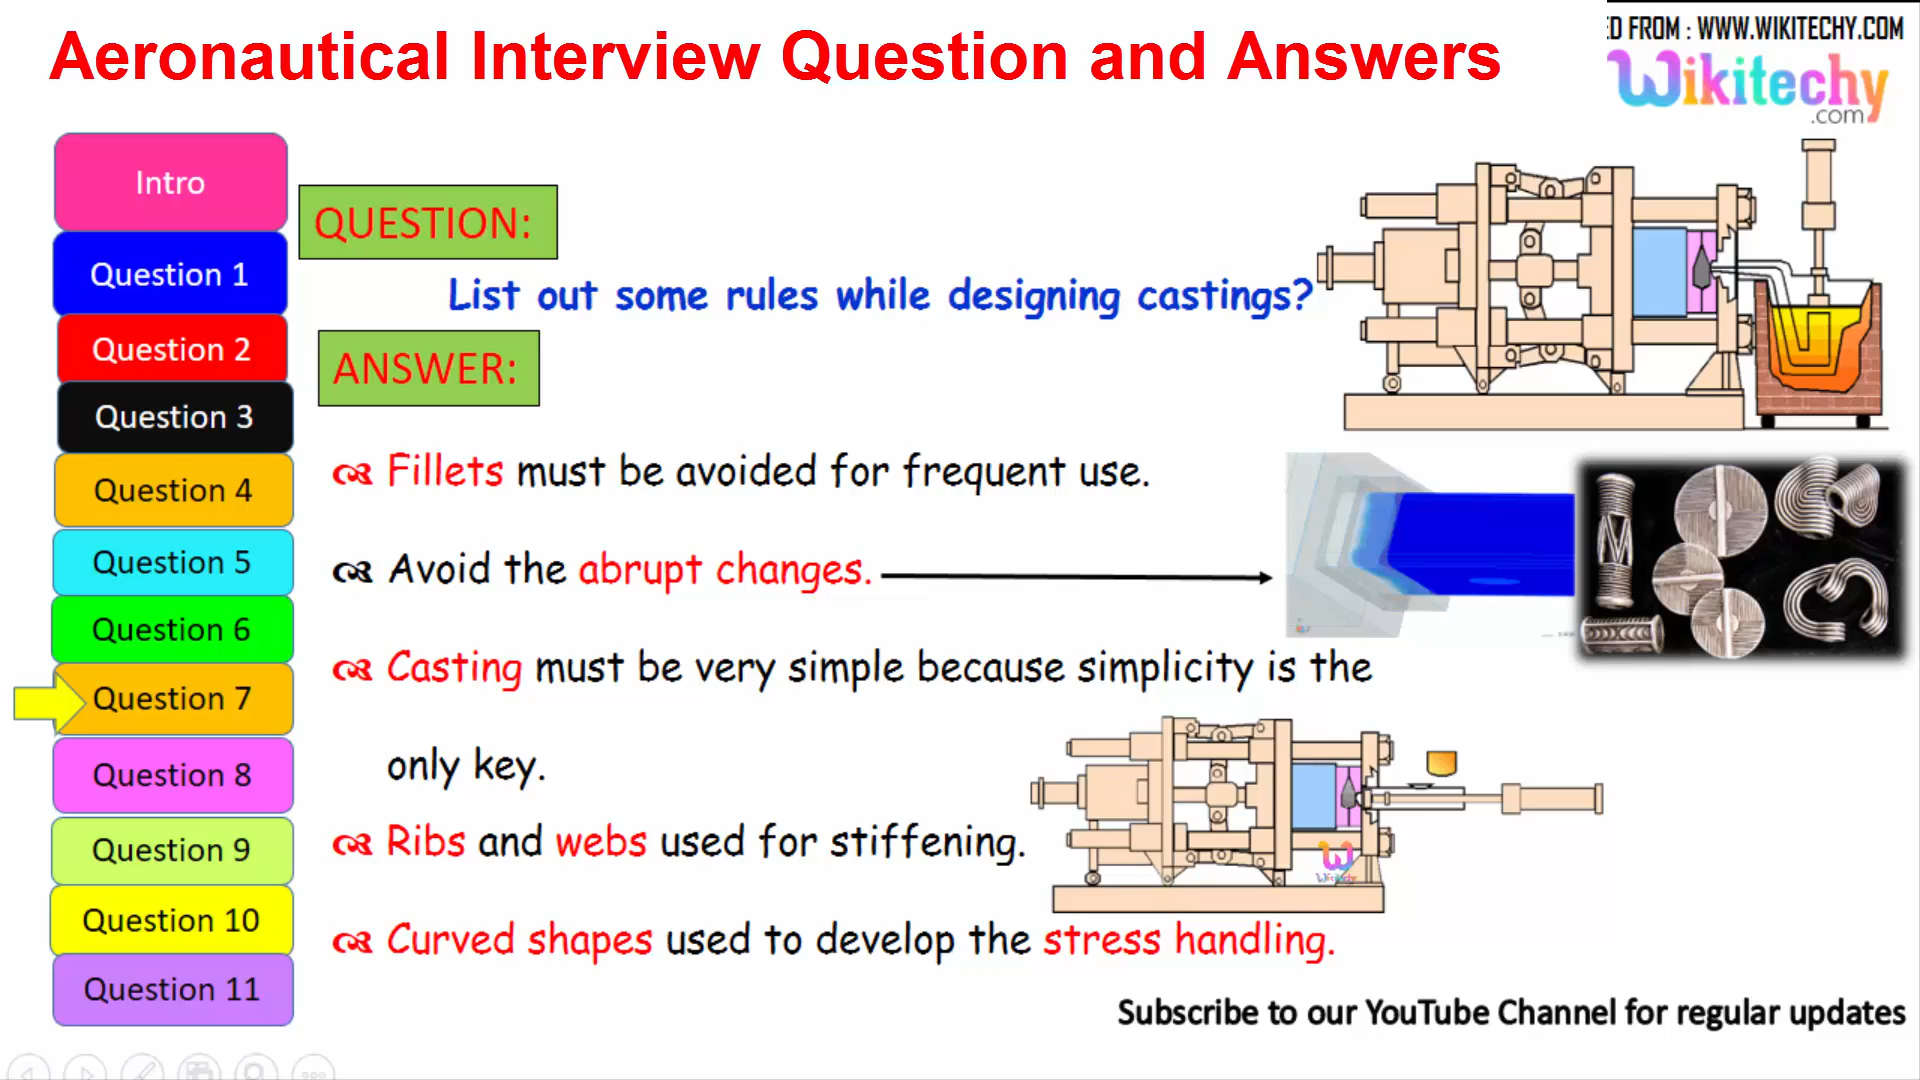 Aeronautical Interview Question and Answers
ED FROM : WWW.WIKITECHY.COM
Wikitechy
.com
Intro
Question 1
Question 2
Question 3
Question 4
Question 5
Question 6
Question 7
Question 8
Question 9
Question 10
Question 11
QUESTION:
List out some rules while designing castings?
ANSWER:
Fillets must be avoided for frequent use.
Avoid the abrupt changes.
Casting must be very simple because simplicity is the
only key.
Ribs and webs used for stiffening.
Curved shapes used to develop the stress handling.
Wikitechy
Subscribe to our YouTube Channel for regular updates